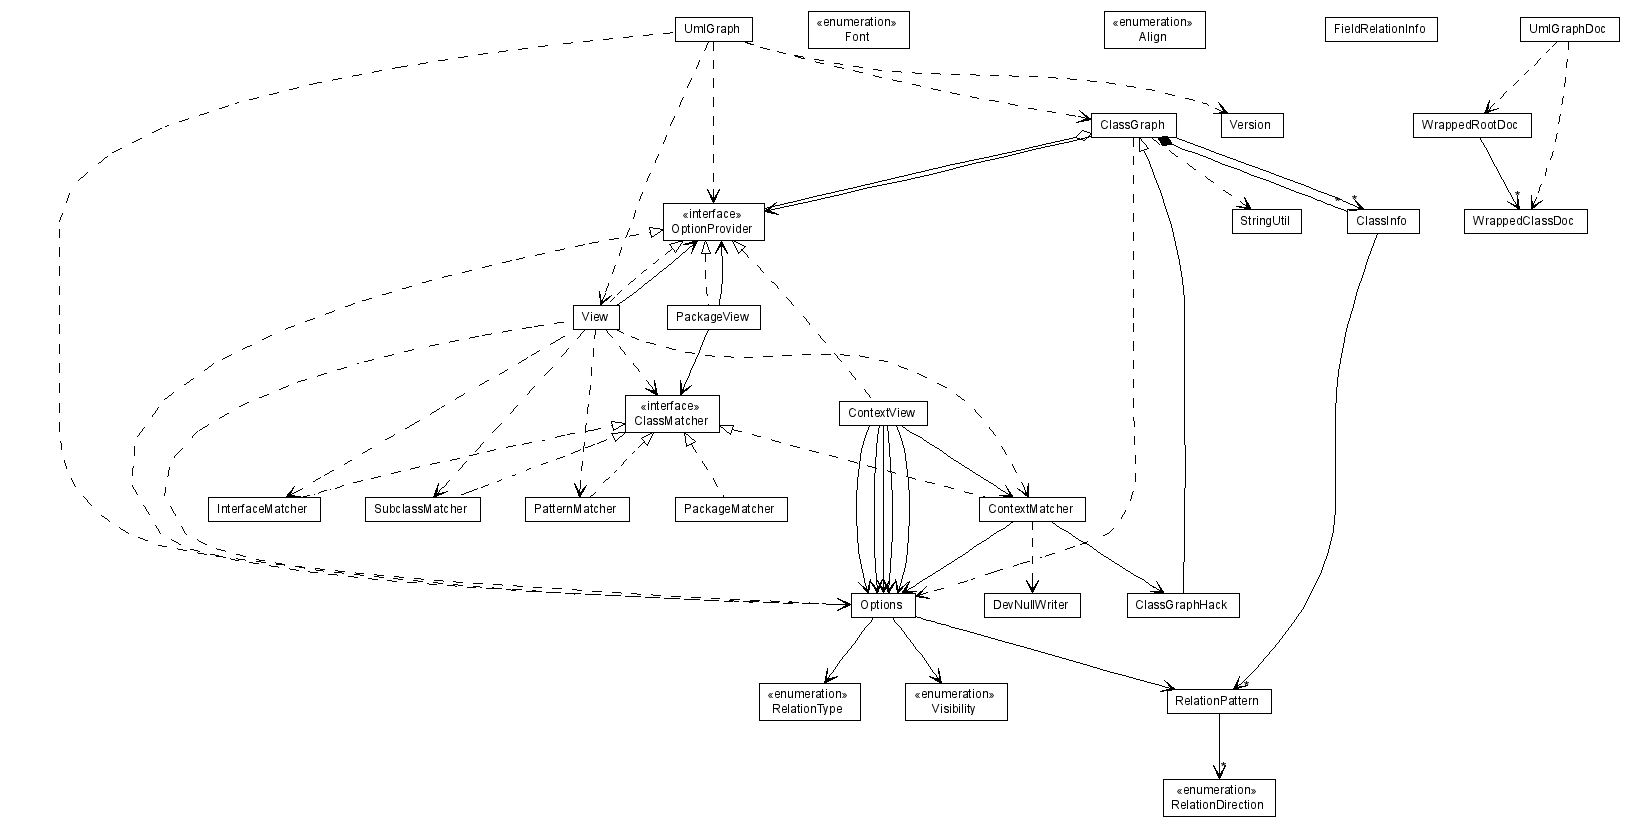 UmlGraph
«enumeration»
Font
«enumeration»
Align
FieldRelationInfo
UmlGraphDoc
ClassGraph
Version
WrappedRootDoc
«interface»
OptionProvider
StringUtil
*
*
ClassInfo
*
WrappedClassDoc
View
PackageView
«interface»
ClassMatcher
ContextView
InterfaceMatcher
SubclassMatcher
PatternMatcher
PackageMatcher
ContextMatcher
Options
DevNullWriter
ClassGraphHack
«enumeration»
RelationType
«enumeration»
Visibility
*
RelationPattern
*
«enumeration»
RelationDirection